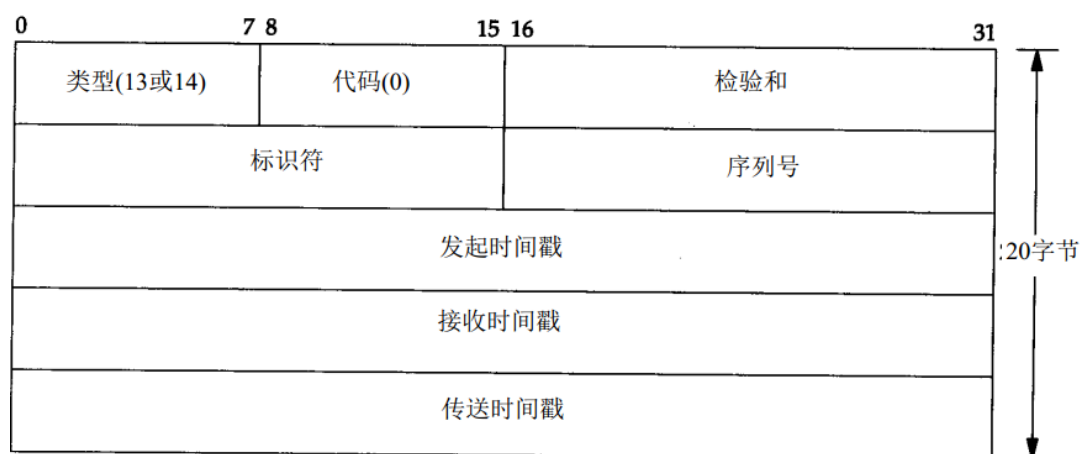 0 7 8 15 16 31
类型(13或14) 代码(0) 检验和
标识符 序列号
发起时间戳
20字节
接收时间戳
传送时间戳